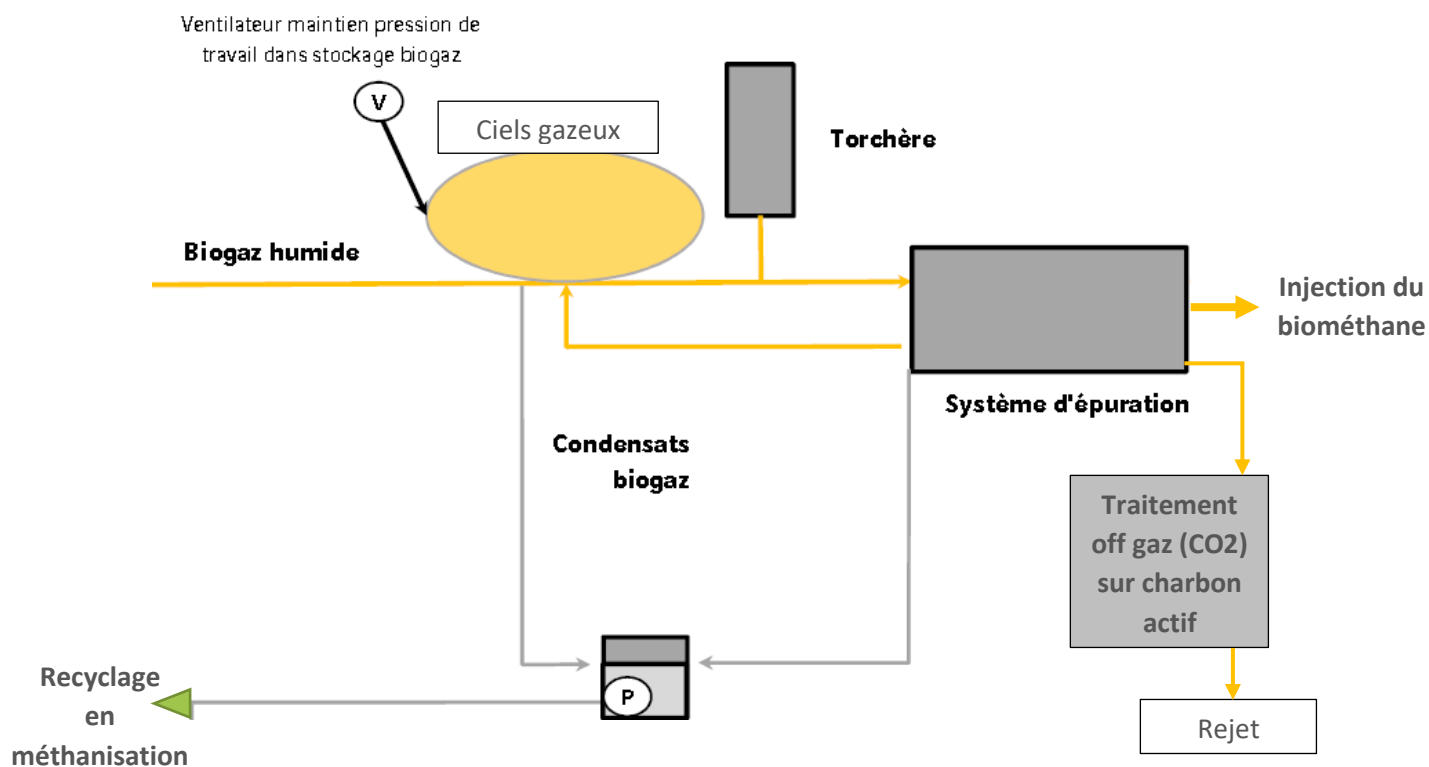 Ventilateur maintien pression de
travail dans stockage biogaz
V
Ciels gazeux
Torchère
Biogaz humide
Injection du
biométhane
Système d'épuration
Condensats
biogaz
Traitement
off gaz (CO2)
sur charbon
actif
Recyclage
en
méthanisation
P
Rejet